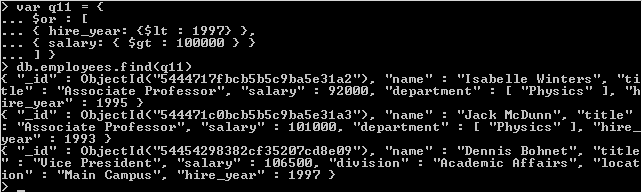 > var q11 = {
... $or : [
... { hire_year: {$lt : 1997} },
... { salary: { $gt : 100000 } }
... ] }
> db.employees.find(q11)
{ "_id" : ObjectId("5444717fbcb5b5c9ba5e31a2"), "name" : "Isabelle Winters", "ti
tle" : "Associate Professor", "salary" : 92000, "department" : [ "Physics" ], "h
ire_year" : 1995 }
{ "_id" : ObjectId("544471c0bcb5b5c9ba5e31a3"), "name" : "Jack McDunn", "title"
: "Associate Professor", "salary" : 101000, "department" : [ "Physics" ], "hire_
year" : 1993 }
{ "_id" : ObjectId("54454298382cf35207cd8e09"), "name" : "Dennis Bohnet", "title
" : "Vice President", "salary" : 106500, "division" : "Academic Affairs", "locat
ion" : "Main Campus", "hire_year" : 1997 }
> _